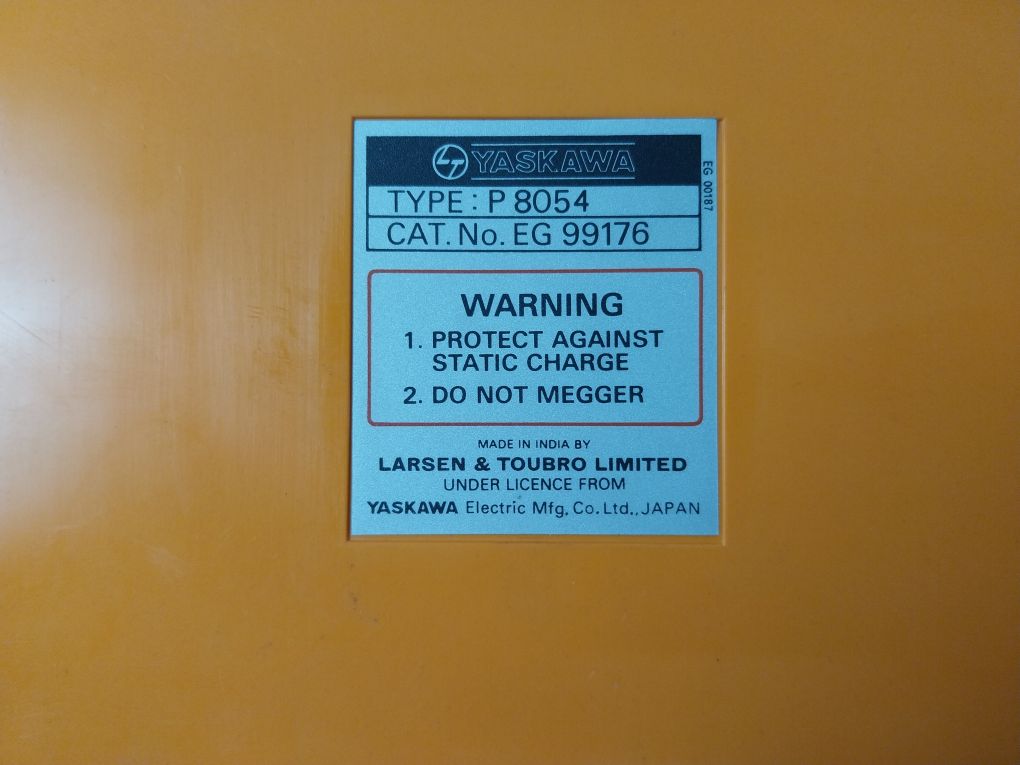 LT YASKAWA
EG 00187
TYPE : P 8054
CAT. No. EG 99176
WARNING
1. PROTECT AGAINST
STATIC CHARGE
2. DO NOT MEGGER
MADE IN INDIA BY
LARSEN & TOUBRO LIMITED
UNDER LICENCE FROM
YASKAWA Electric Mfg. Co. Ltd., JAPAN